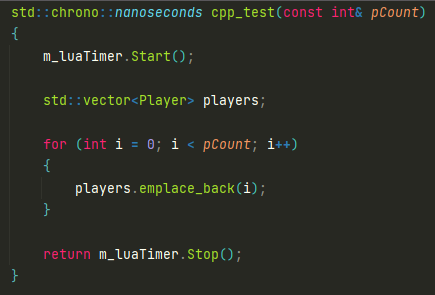 std::chrono::nanoseconds cpp_test(const int& pCount)
{
    m_luaTimer.Start();
    std::vector<Player> players;
    for (int i = 0; i < pCount; i++)
    {
        players.emplace_back(i);
    }
    return m_luaTimer.Stop();
}